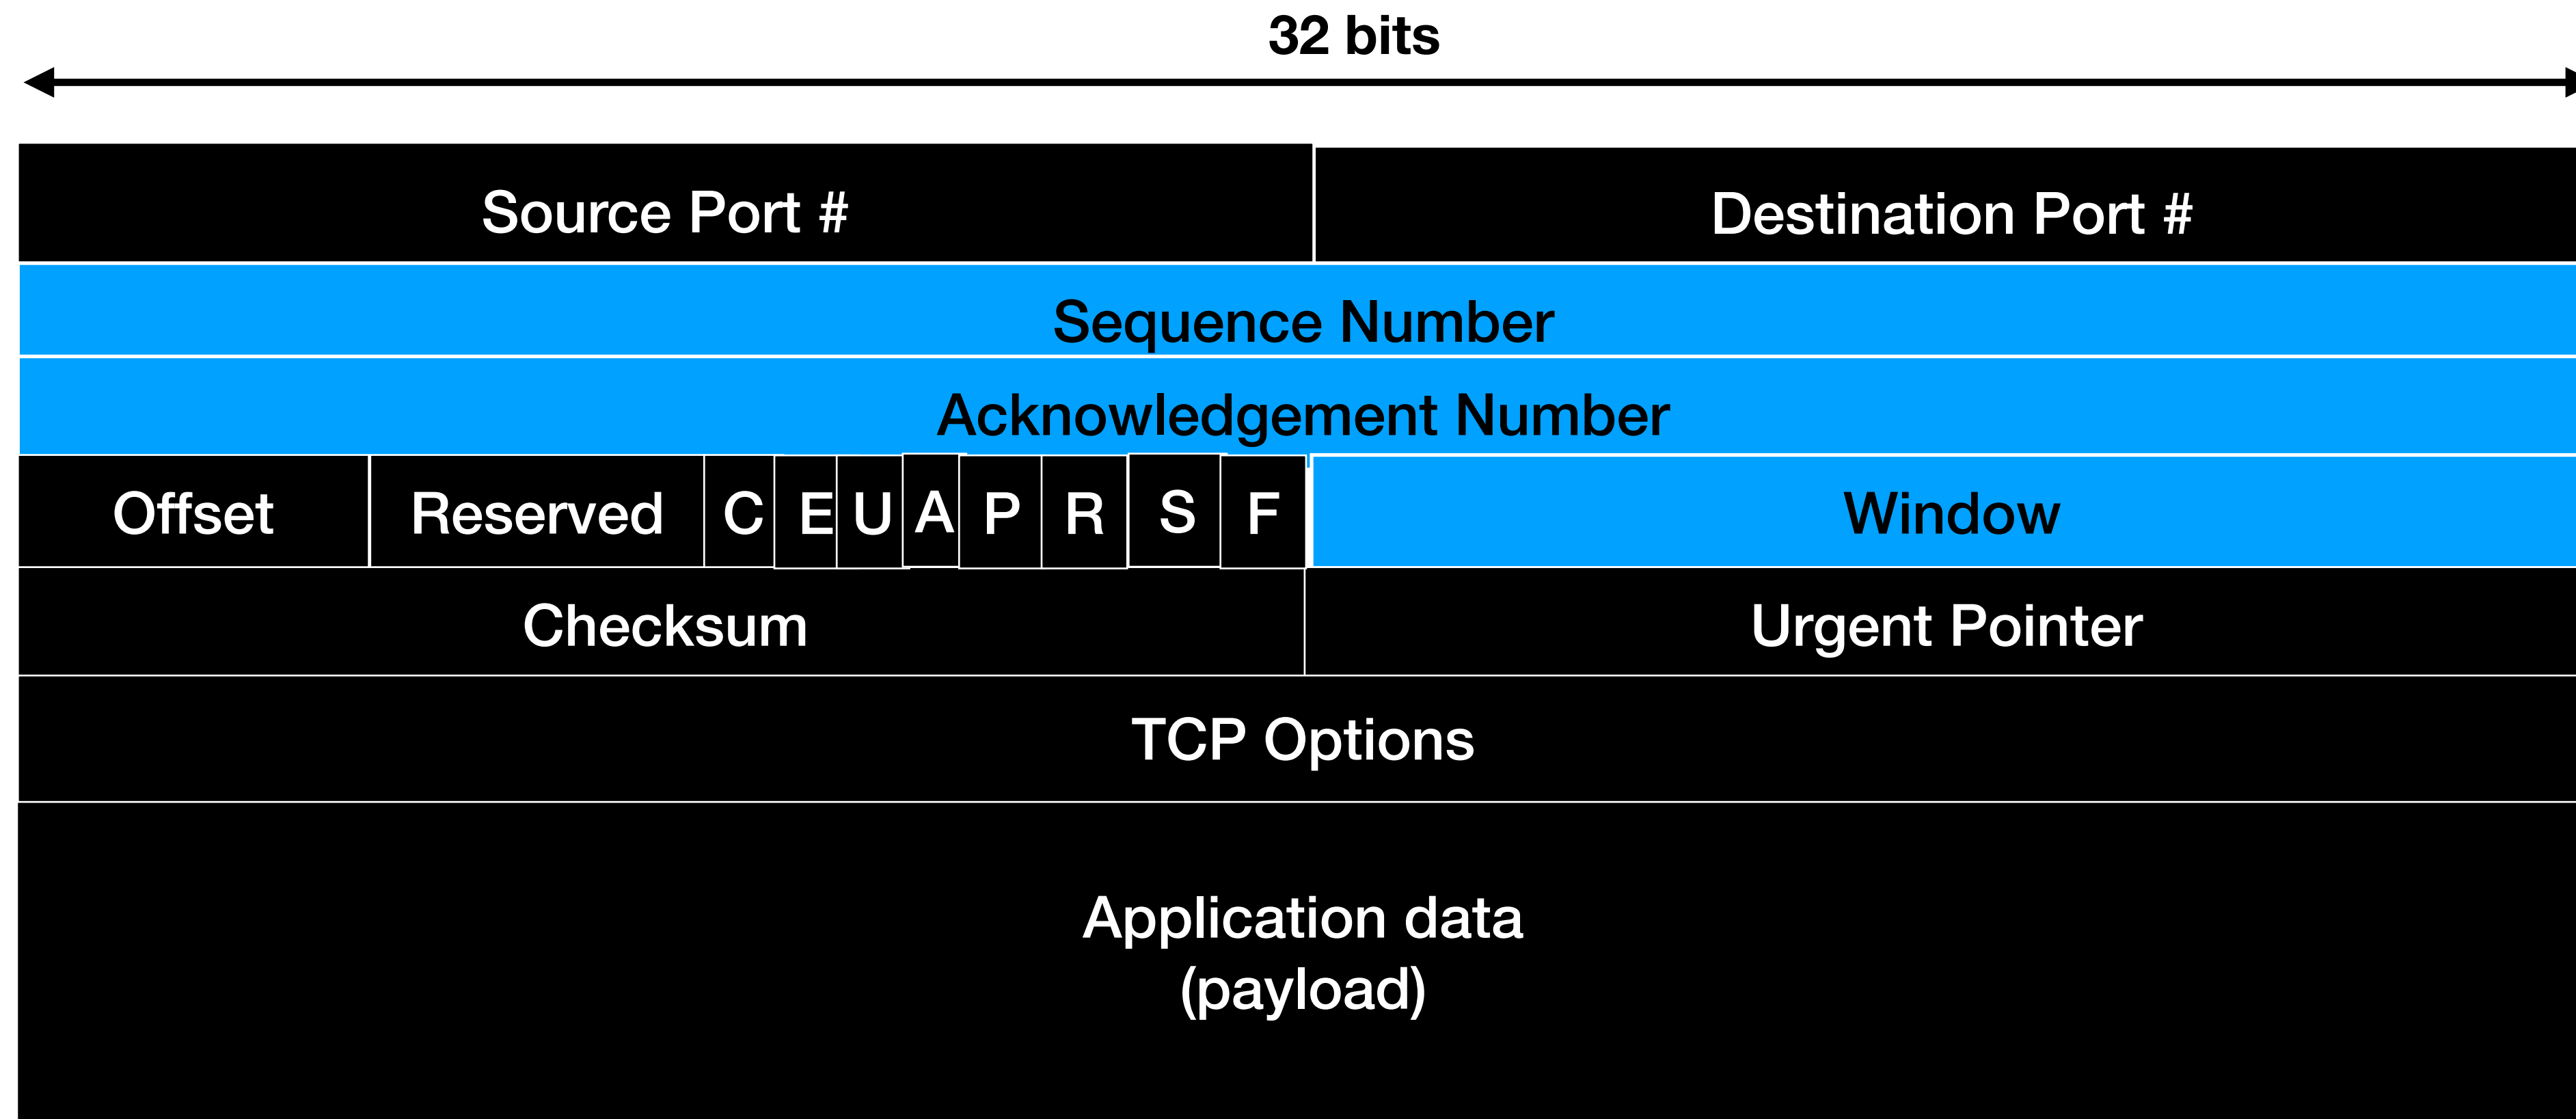 32 bits
Source Port # Destination Port #
Sequence Number
Acknowledgement Number
Offset Reserved C E U A P R S F Window
Checksum Urgent Pointer
TCP Options
Application data
(payload)